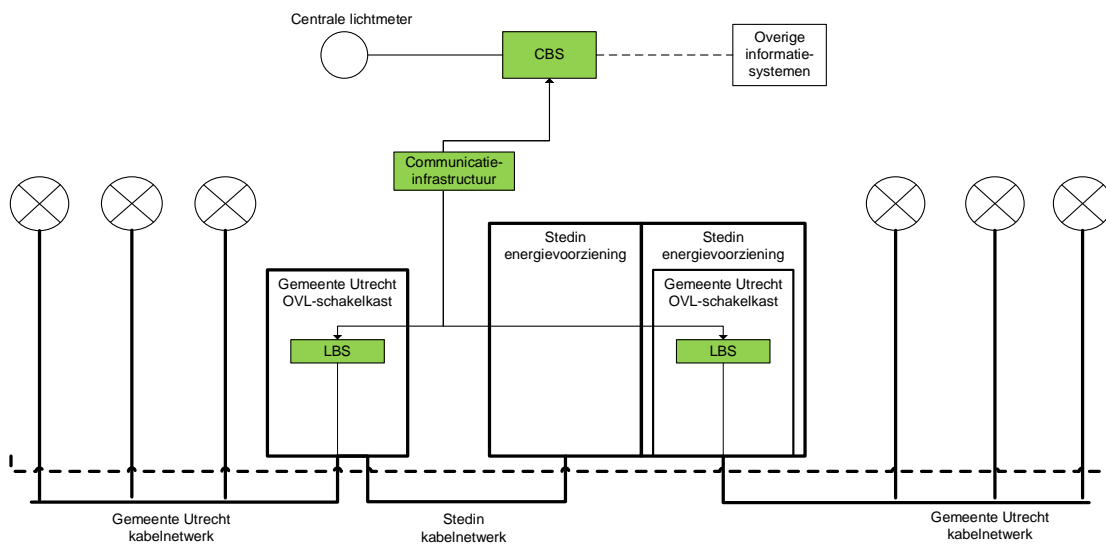 Centrale lichtmeter
CBS
Overige
informatie-
systemen
Communicatie-
infrastructuur
Stedin
energievoorziening
Stedin
energievoorziening
Gemeente Utrecht
OVL-schakelkast
Gemeente Utrecht
OVL-schakelkast
LBS
LBS
Gemeente Utrecht
kabelnetwerk
Stedin
kabelnetwerk
Gemeente Utrecht
kabelnetwerk